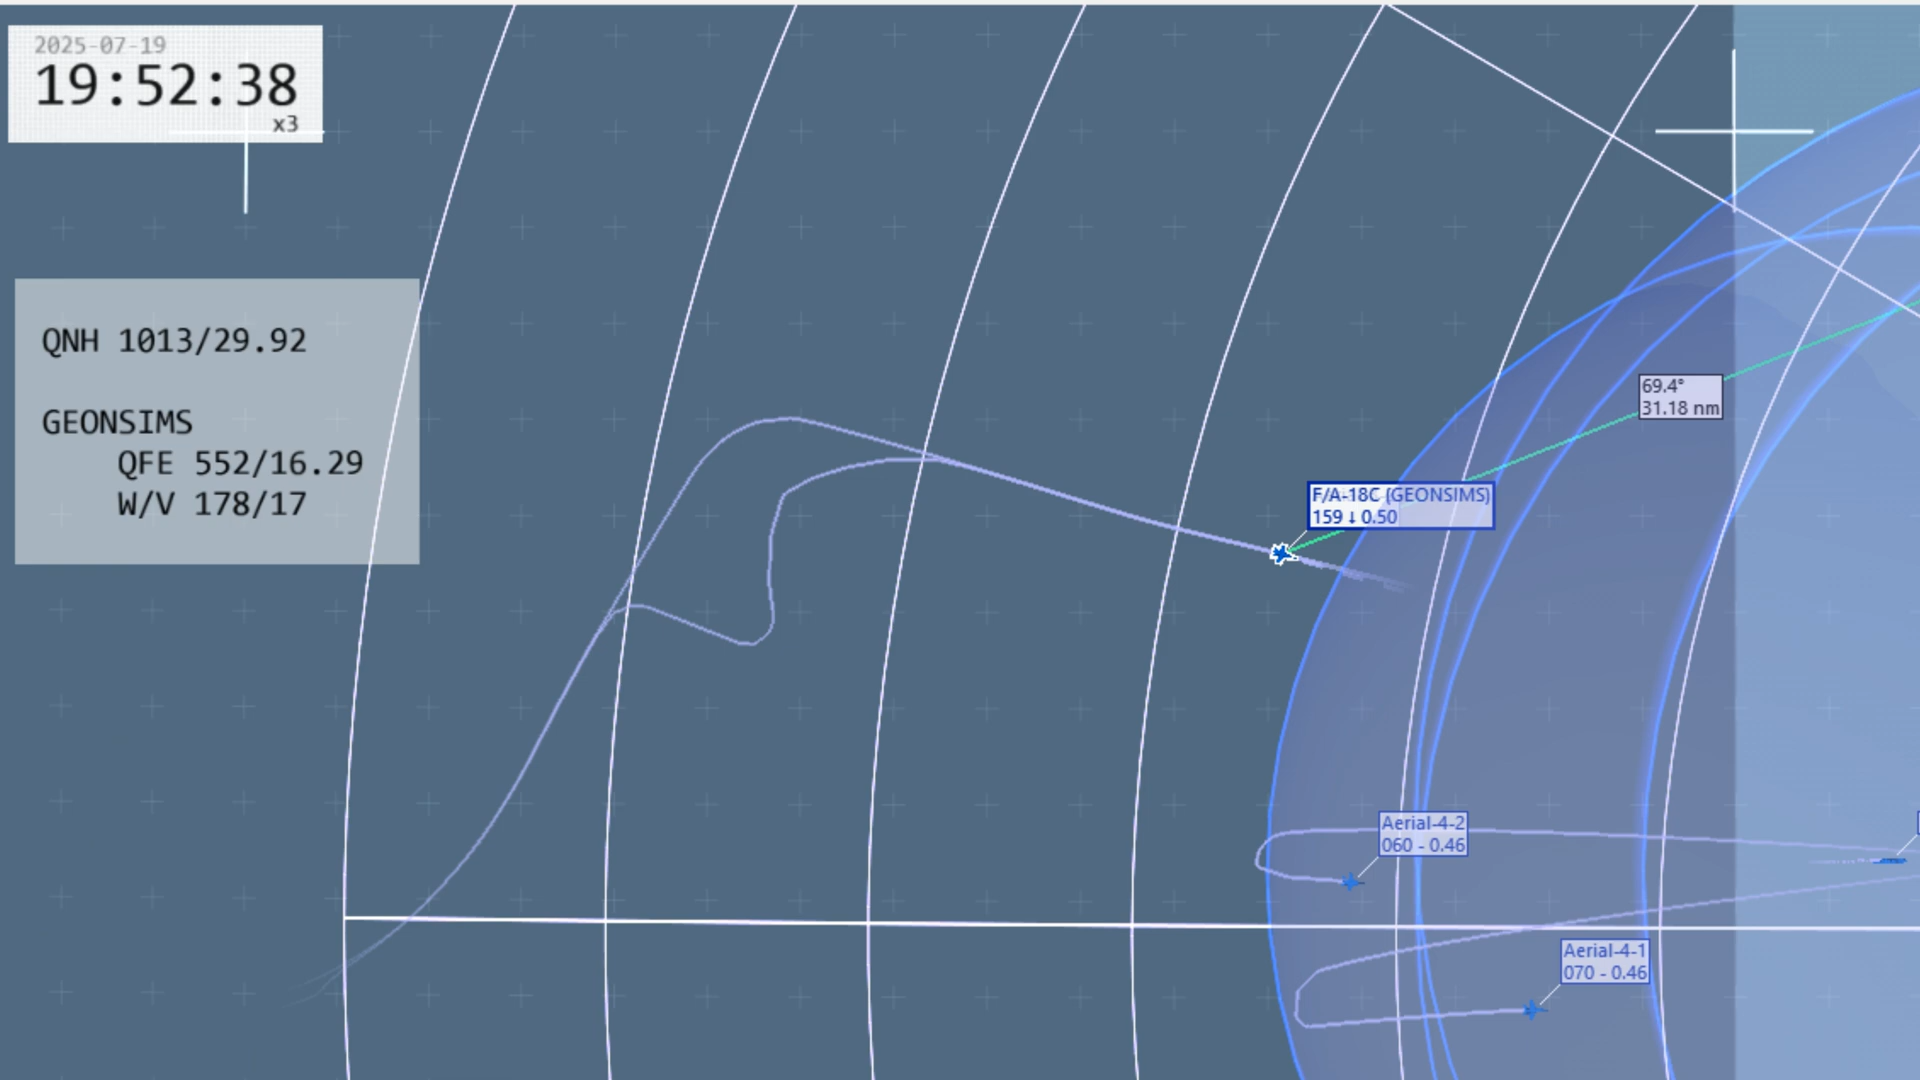 2025-07-19
19:52:38
x3
QNH 1013/29.92
GEONSIMS
QFE 552/16.29
W/V 178/17
69.4°
31.18 nm
F/A-18C (GEONSIMS)
159 ↓ 0.50
Aerial-4-2
060 - 0.46
Aerial-4-1
070 - 0.46